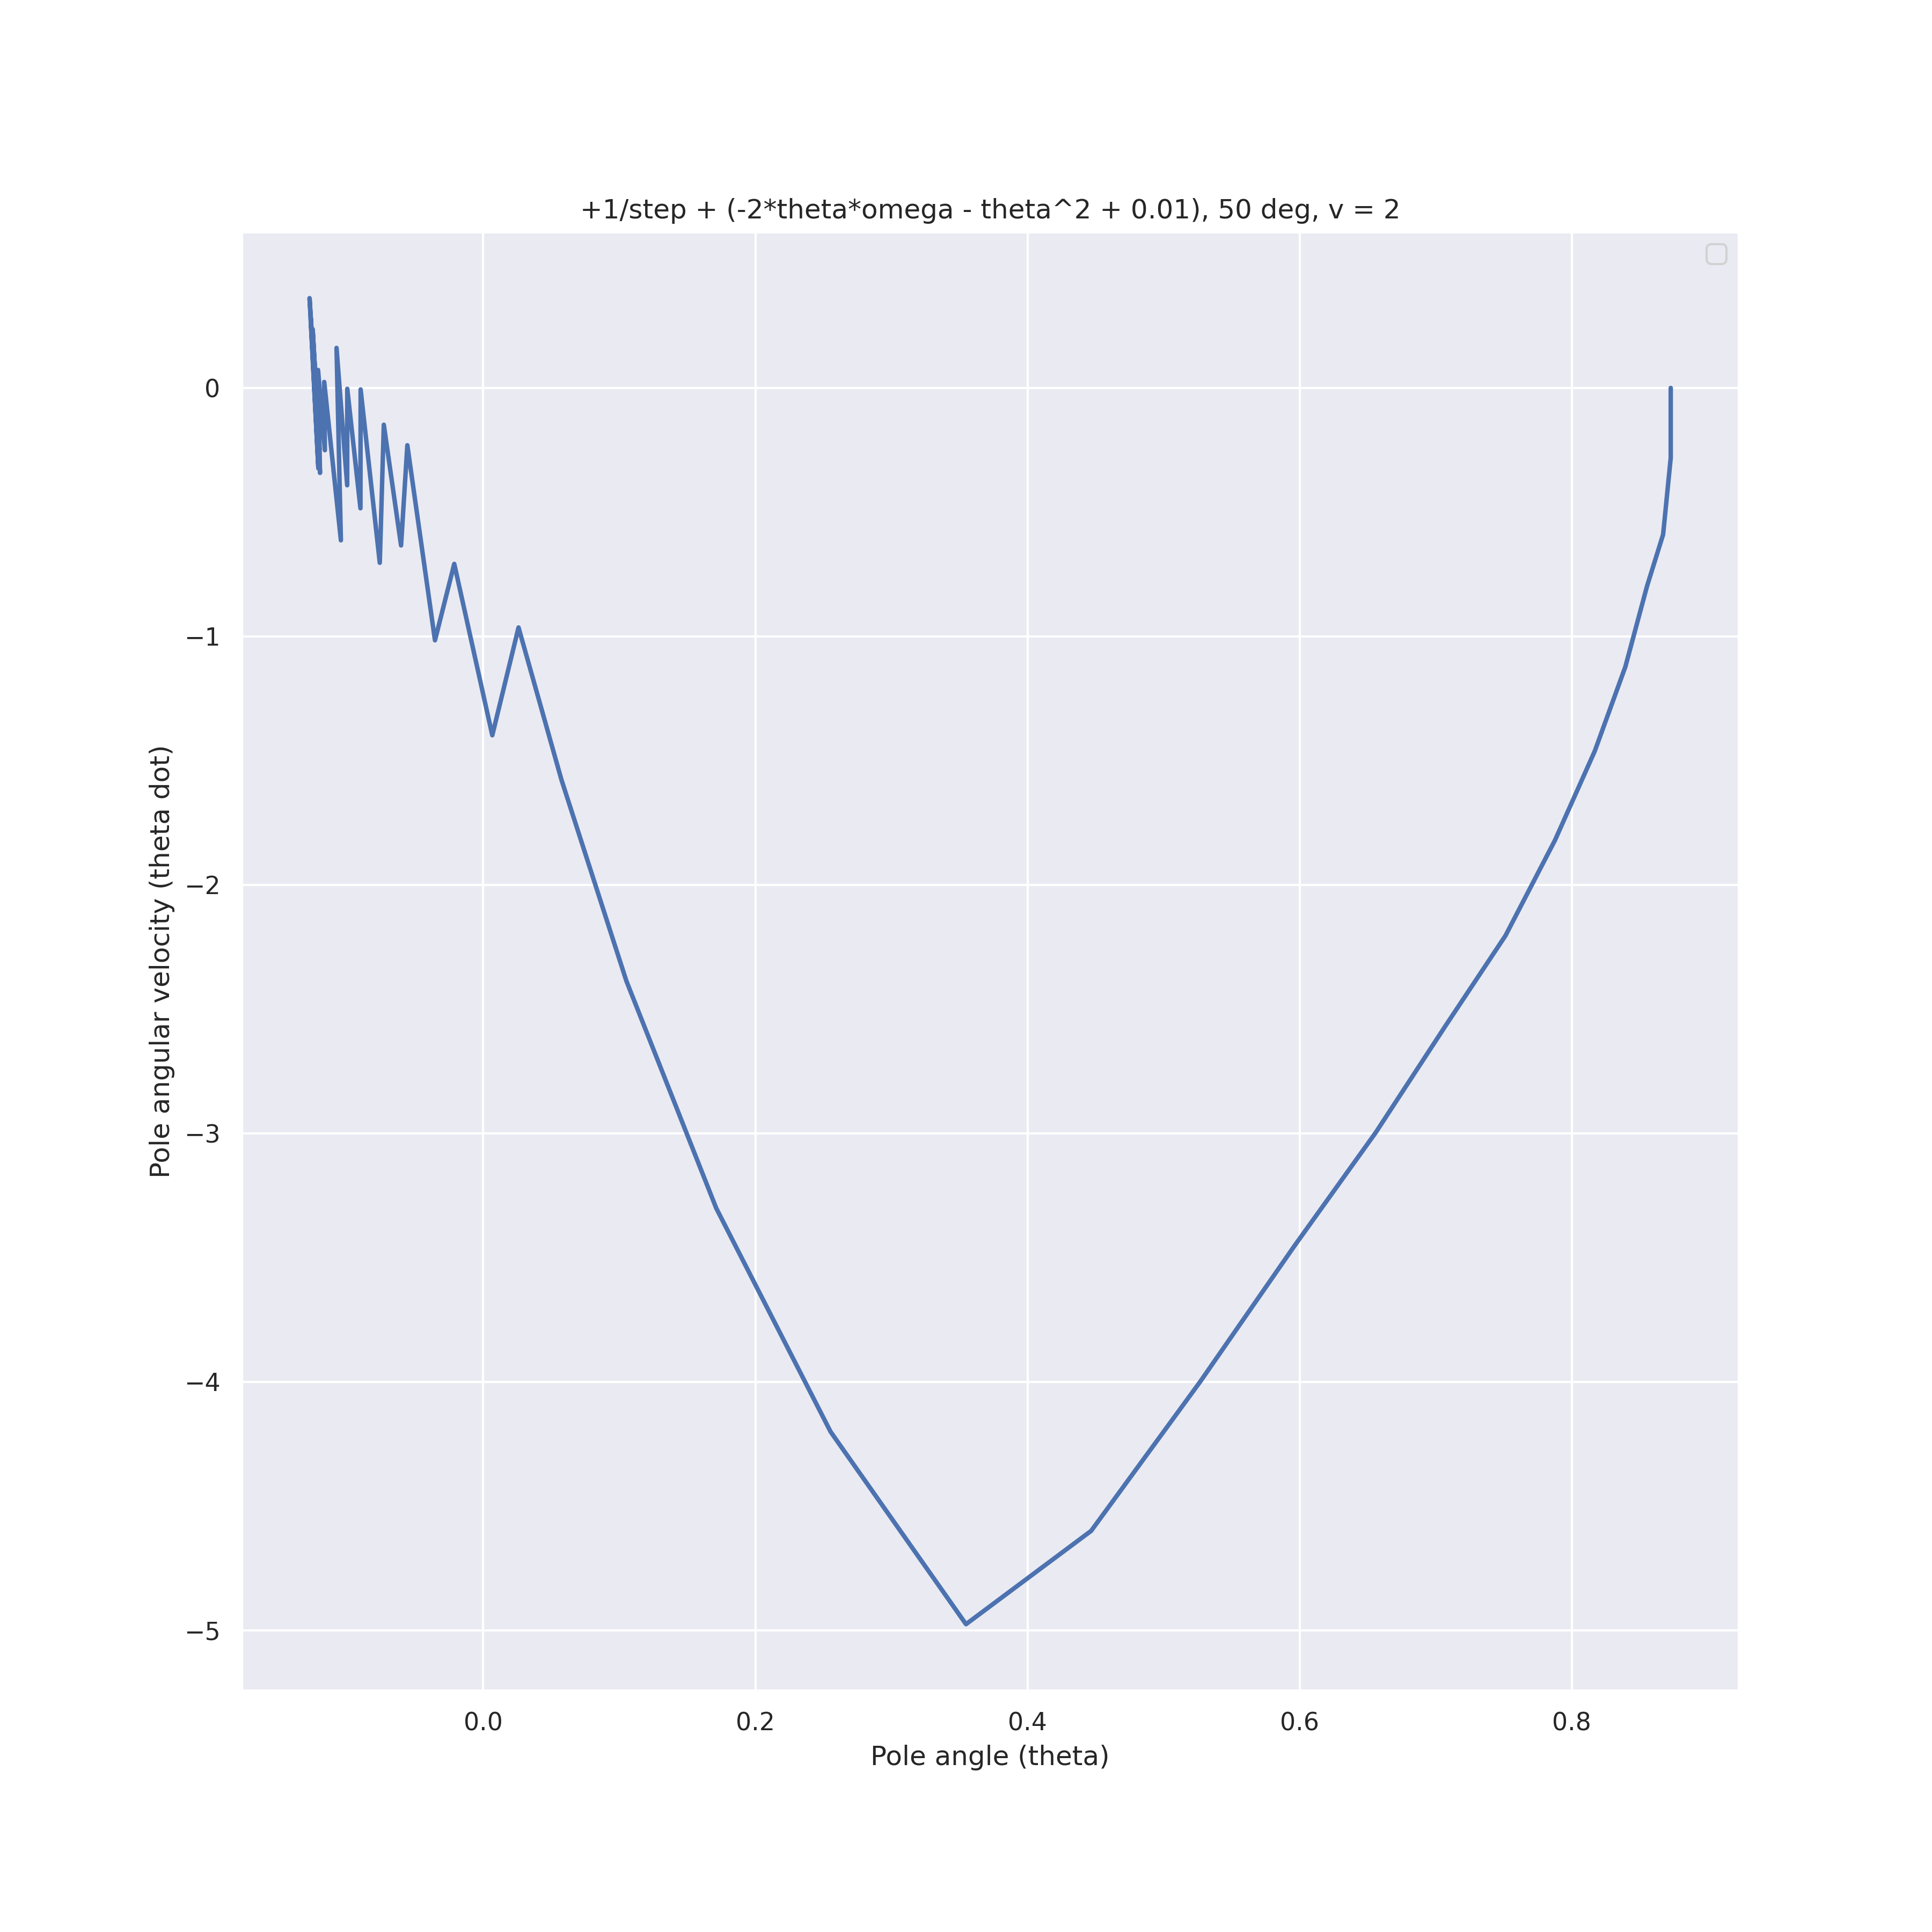 +1/step + (-2*theta*omega - theta^2 + 0.01), 50 deg, v = 2
0
−1
−2
−3
−4
−5
Pole angular velocity (theta dot)
0.0 0.2 0.4 0.6 0.8
Pole angle (theta)